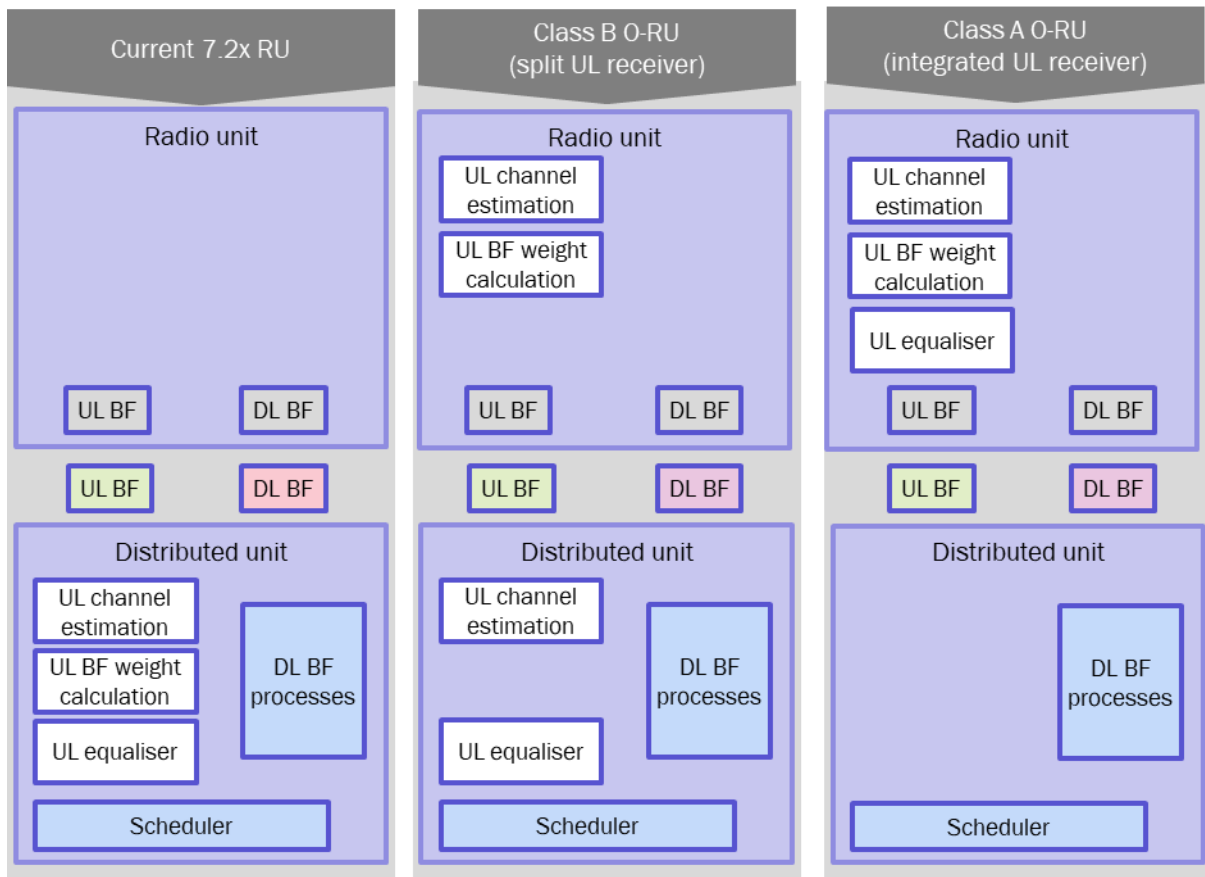 Current 7.2x RU
Radio unit
UL BF
DL BF
UL BF
DL BF
Distributed unit
UL channel
estimation
UL BF weight
calculation
UL equaliser
DL BF
processes
Scheduler
Class B O-RU
(split UL receiver)
Radio unit
UL channel
estimation
UL BF weight
calculation
UL BF
DL BF
UL BF
DL BF
Distributed unit
UL channel
estimation
UL equaliser
DL BF
processes
Scheduler
Class A O-RU
(integrated UL receiver)
Radio unit
UL channel
estimation
UL BF weight
calculation
UL equaliser
UL BF
DL BF
UL BF
DL BF
Distributed unit
DL BF
processes
Scheduler